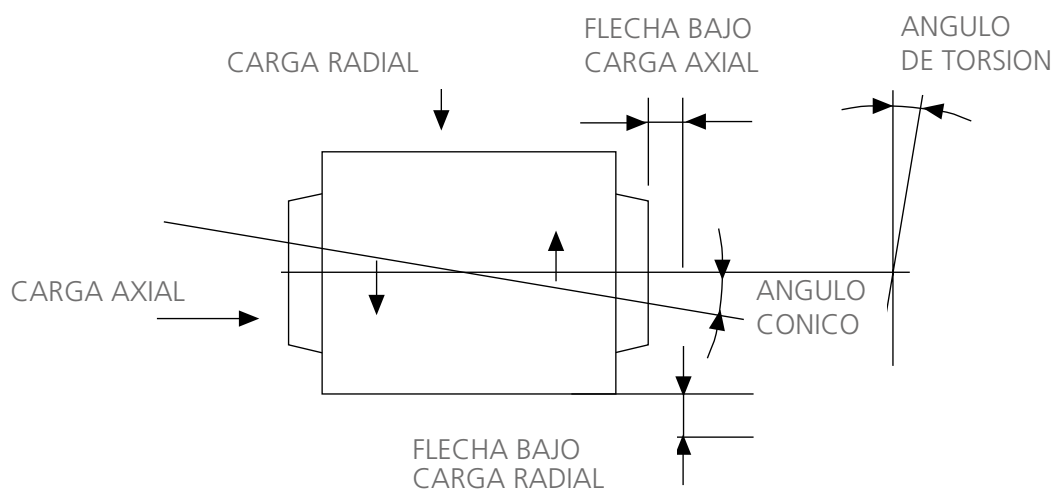 FLECHA BAJO
CARGA AXIAL
ANGULO
DE TORSION
CARGA RADIAL
CARGA AXIAL
ANGULO
CONICO
FLECHA BAJO
CARGA RADIAL